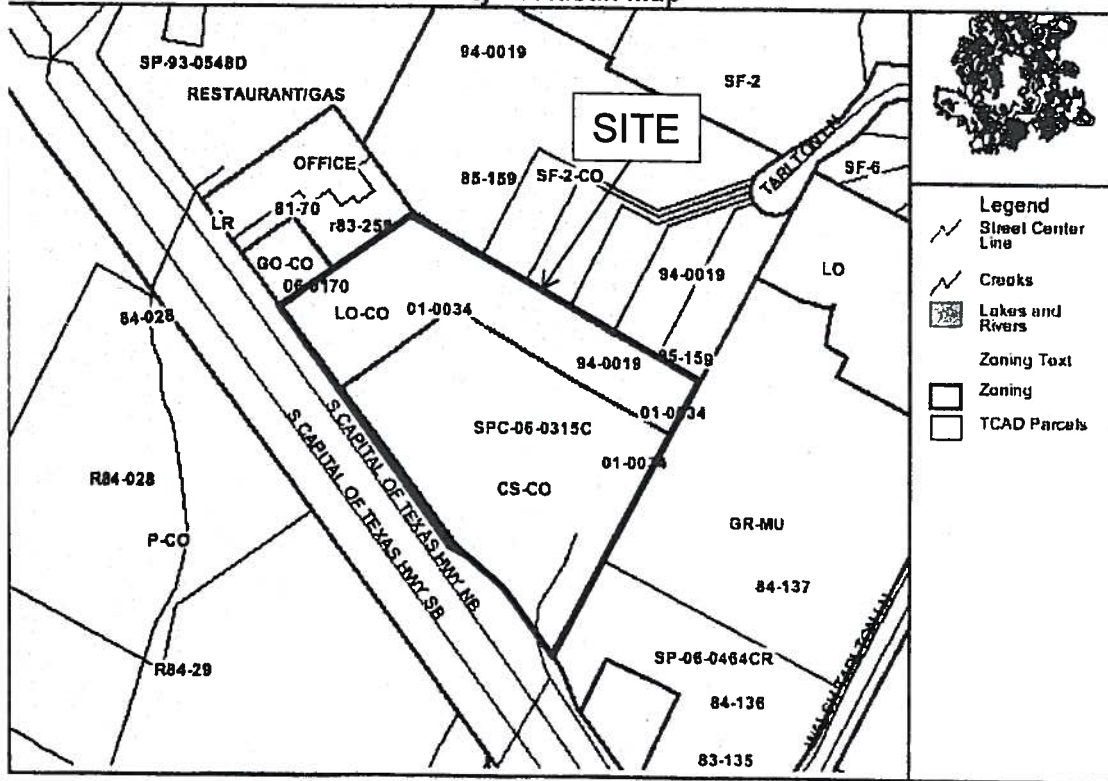 94-0019
SP-93-0548D
SF-2
RESTAURANT/GAS
SITE
OFFICE
TARLTON LN
SF-6
85-159
SF-2-CO
81-70
LR
r83-258
GO-CO
94-0019
LO
06-0170
LO-CO
01-0034
84-028
94-0019
85-159
01-0034
SPC-06-0315C
01-0034
S CAPITAL OF TEXAS HWY NB
S CAPITAL OF TEXAS HWY SB
R84-028
CS-CO
GR-MU
P-CO
84-137
R84-29
SP-06-0464CR
WALSH TARLTON LN
84-136
83-135
Legend
Street Center
Line
Creeks
Lakes and
Rivers
Zoning Text
Zoning
TCAD Parcels